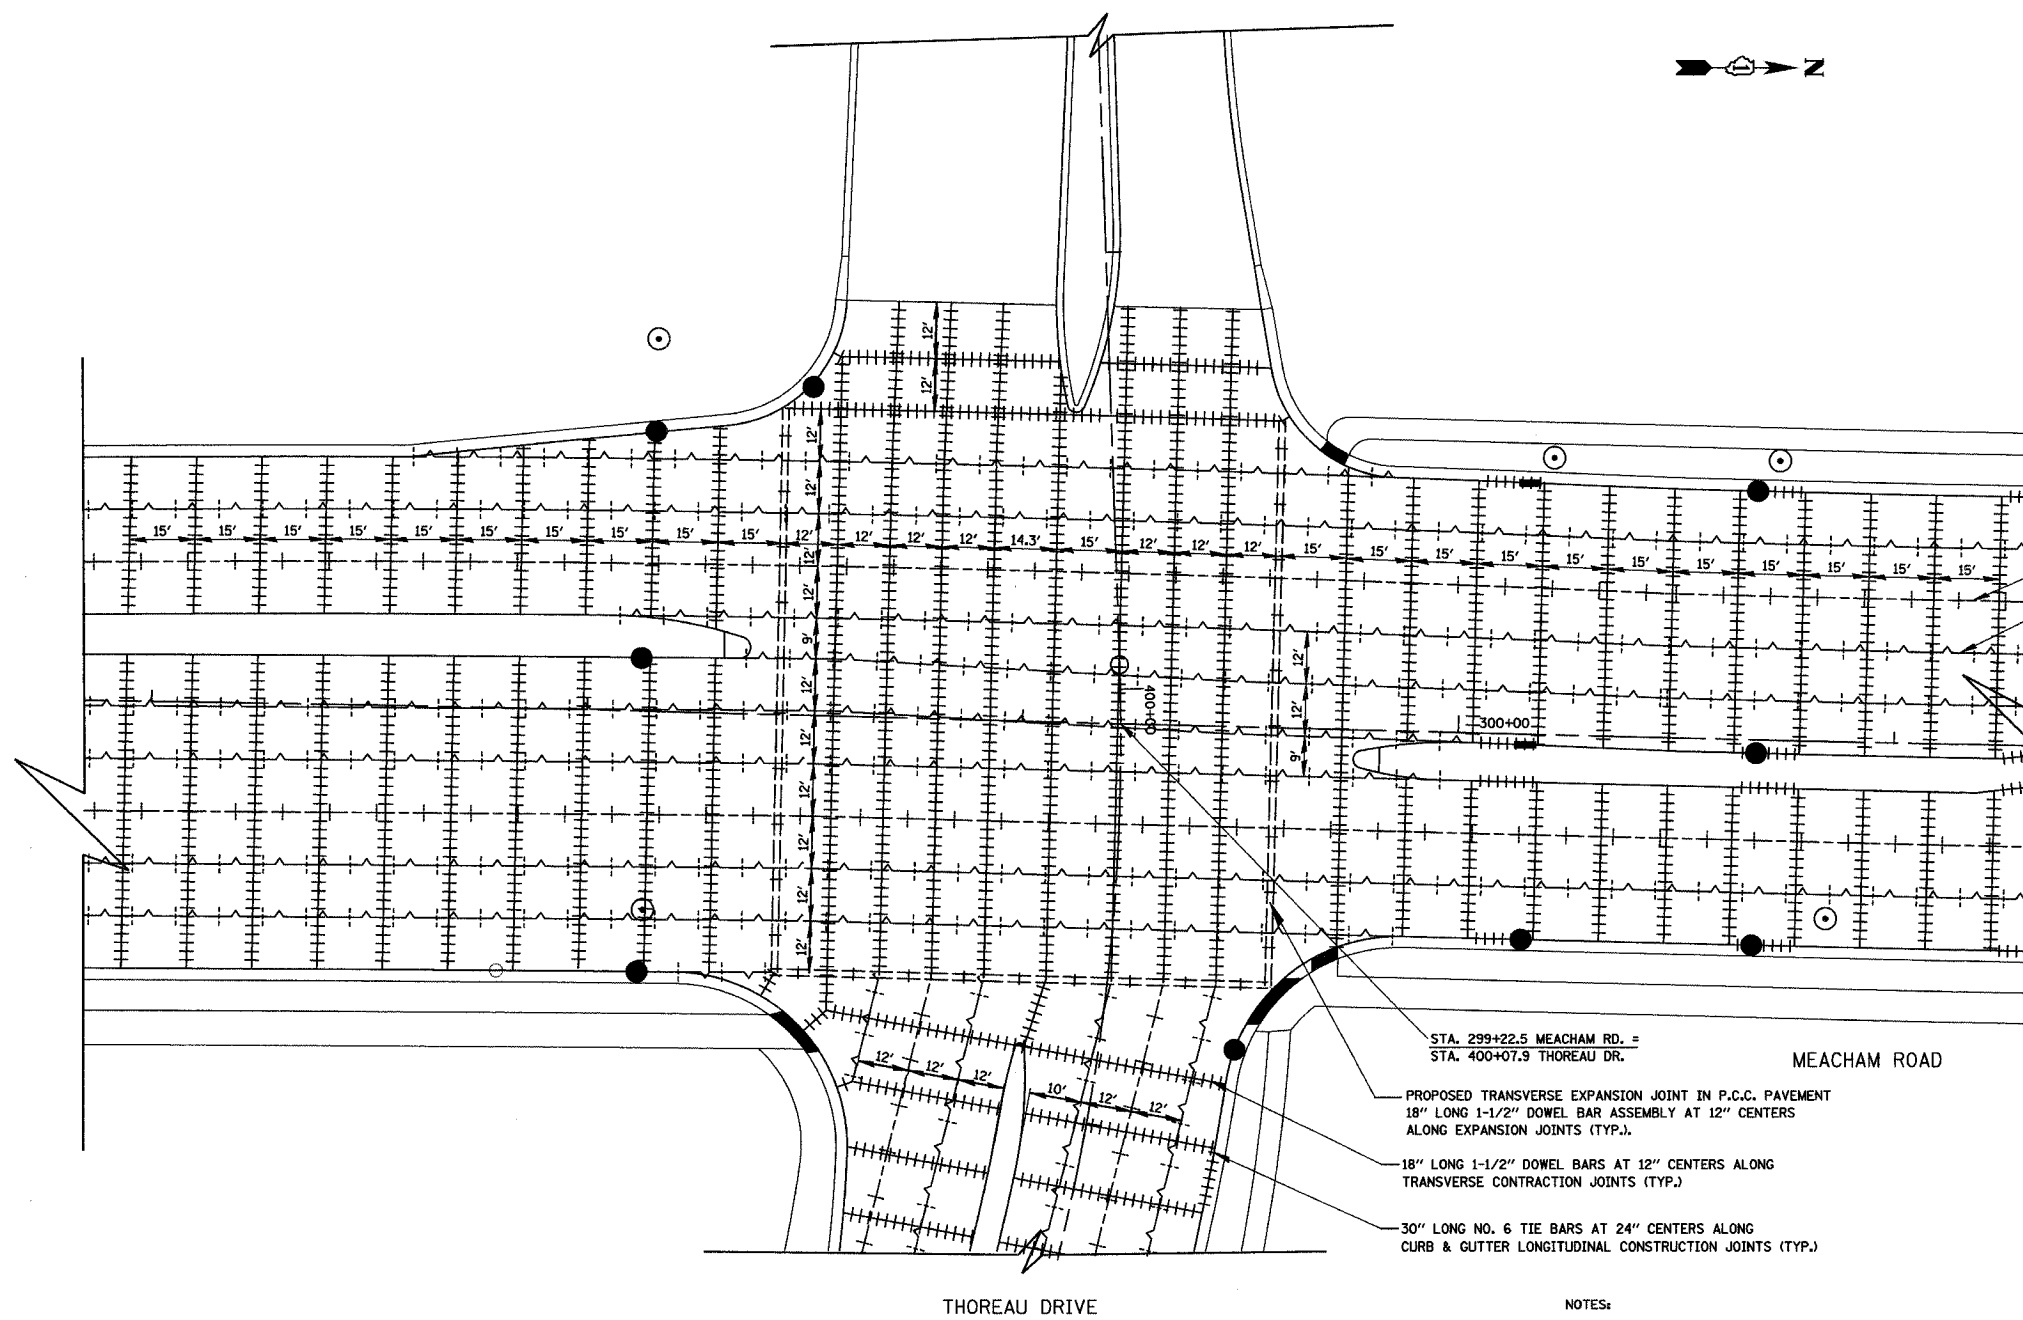 N
12'
12'
12'
12'
15' 15' 15' 15' 15' 15' 15' 15' 15' 15' 12' 12' 12' 12' 14.3' 15' 12' 12' 12' 15' 15' 15' 15' 15' 15' 15' 15' 15' 15' 15'
12'
12'
9'
12'
12'
12'
12'
12'
12'
12'
12'
9'
400+00
300+00
STA. 299+22.5 MEACHAM RD. =
STA. 400+07.9 THOREAU DR.
MEACHAM ROAD
12' 12' 12'
10' 12' 12'
PROPOSED TRANSVERSE EXPANSION JOINT IN P.C.C. PAVEMENT
18" LONG 1-1/2" DOWEL BAR ASSEMBLY AT 12" CENTERS
ALONG EXPANSION JOINTS (TYP.).
18" LONG 1-1/2" DOWEL BARS AT 12" CENTERS ALONG
TRANSVERSE CONTRACTION JOINTS (TYP.)
30" LONG NO. 6 TIE BARS AT 24" CENTERS ALONG
CURB & GUTTER LONGITUDINAL CONSTRUCTION JOINTS (TYP.)
THOREAU DRIVE
NOTES: